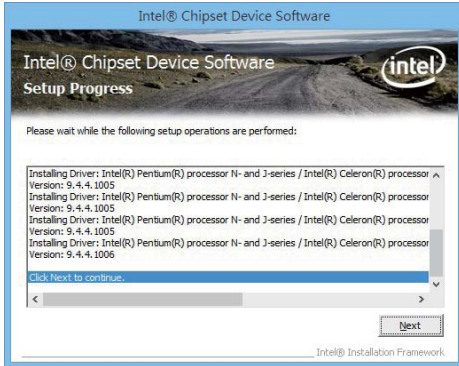 Intel® Chipset Device Software
Intel® Chipset Device Software
intel
Setup Progress
Please wait while the following setup operations are performed:
Installing Driver: Intel(R) Pentium(R) processor N- and J-series / Intel(R) Celeron(R) processor
Version: 9.4.4.1005
Installing Driver: Intel(R) Pentium(R) processor N- and J-series / Intel(R) Celeron(R) processor
Version: 9.4.4.1005
Installing Driver: Intel(R) Pentium(R) processor N- and J-series / Intel(R) Celeron(R) processor
Version: 9.4.4.1005
Installing Driver: Intel(R) Pentium(R) processor N- and J-series / Intel(R) Celeron(R) processor
Version: 9.4.4.1006
Click Next to continue.
Next
Intel® Installation Framework